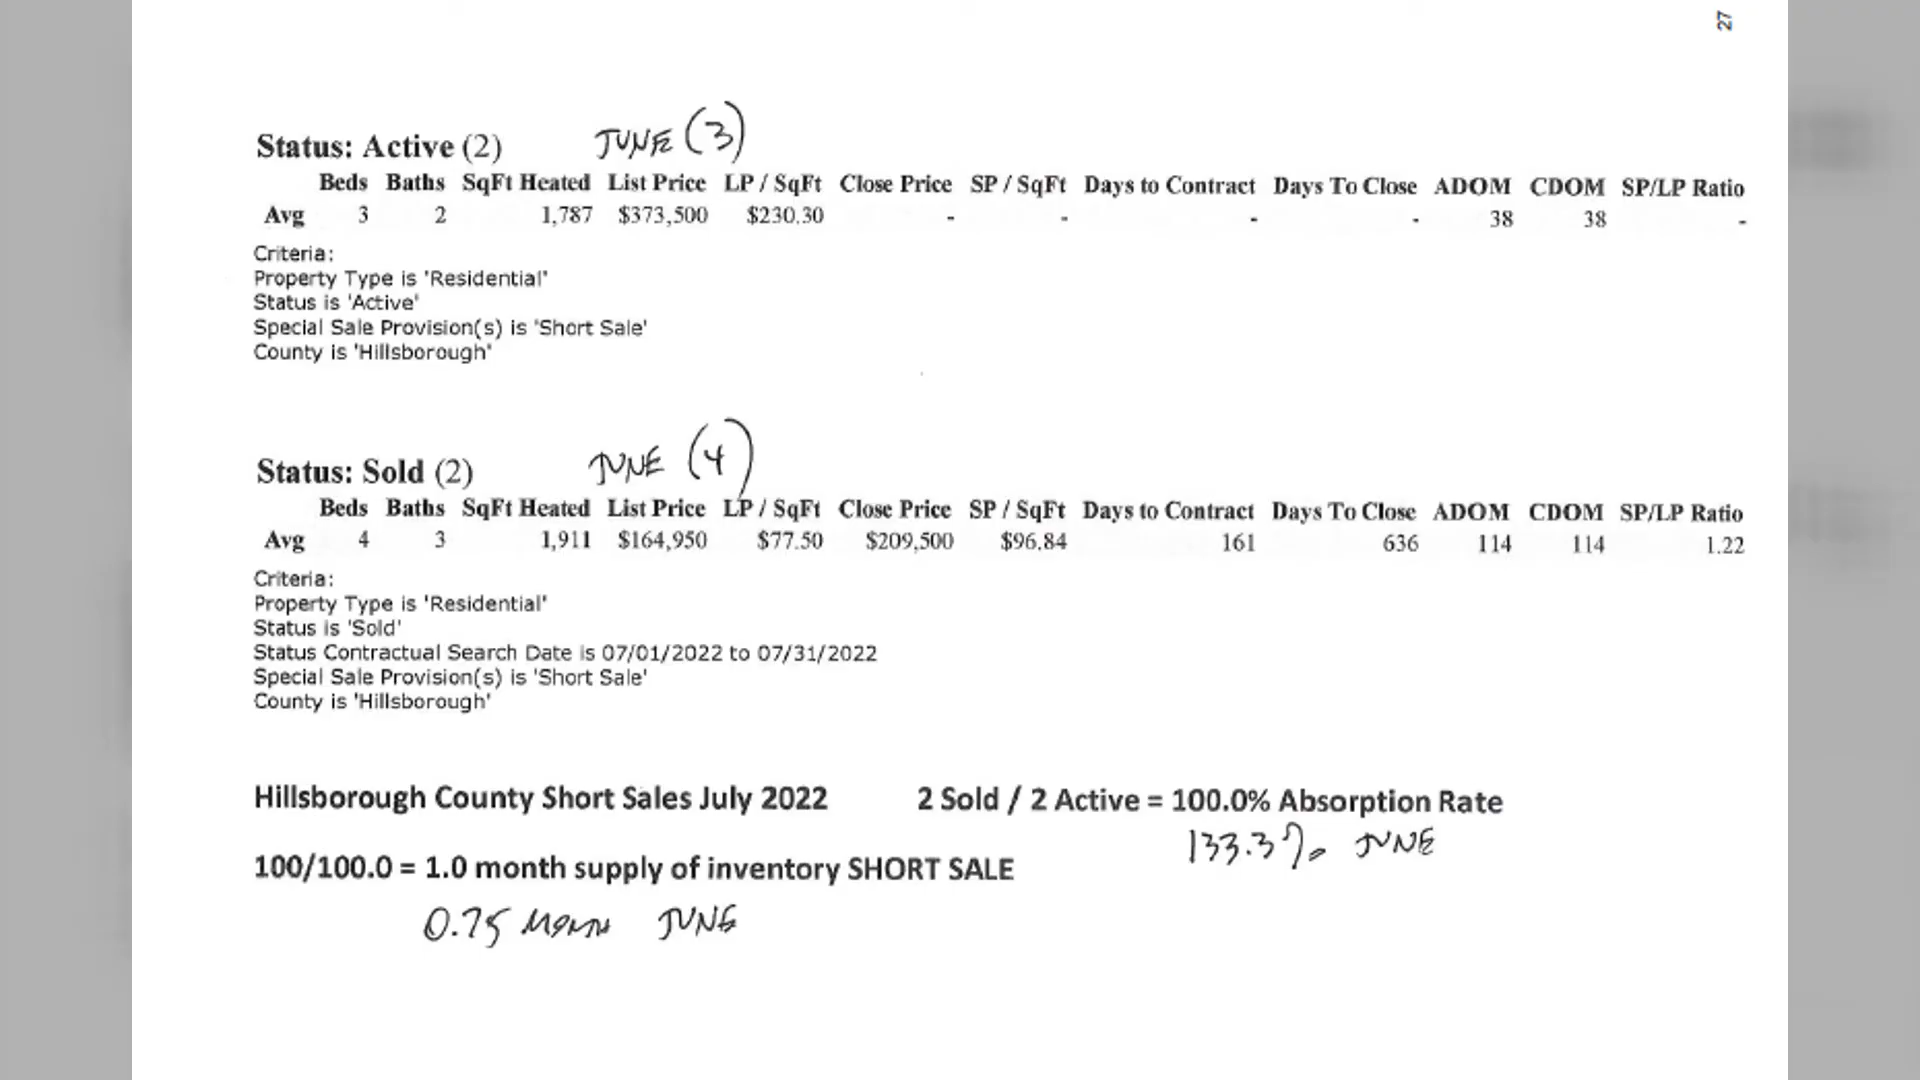 27
Status: Active (2) JUNE (3)
Beds Baths SqFt Heated List Price LP / SqFt Close Price SP / SqFt Days to Contract Days To Close ADOM CDOM SP/LP Ratio
Avg 3 2 1,787 $373,500 $230.30 - - - - 38 38 -
Criteria:
Property Type is 'Residential'
Status is 'Active'
Special Sale Provision(s) is 'Short Sale'
County is 'Hillsborough'
Status: Sold (2) JUNE (4)
Beds Baths SqFt Heated List Price LP / SqFt Close Price SP / SqFt Days to Contract Days To Close ADOM CDOM SP/LP Ratio
Avg 4 3 1,911 $164,950 $77.50 $209,500 $96.84 161 636 114 114 1.22
Criteria:
Property Type is 'Residential'
Status is 'Sold'
Status Contractual Search Date is 07/01/2022 to 07/31/2022
Special Sale Provision(s) is 'Short Sale'
County is 'Hillsborough'
Hillsborough County Short Sales July 2022 2 Sold / 2 Active = 100.0% Absorption Rate
133.3% JUNE
100/100.0 = 1.0 month supply of inventory SHORT SALE
0.75 MONTH JUNE